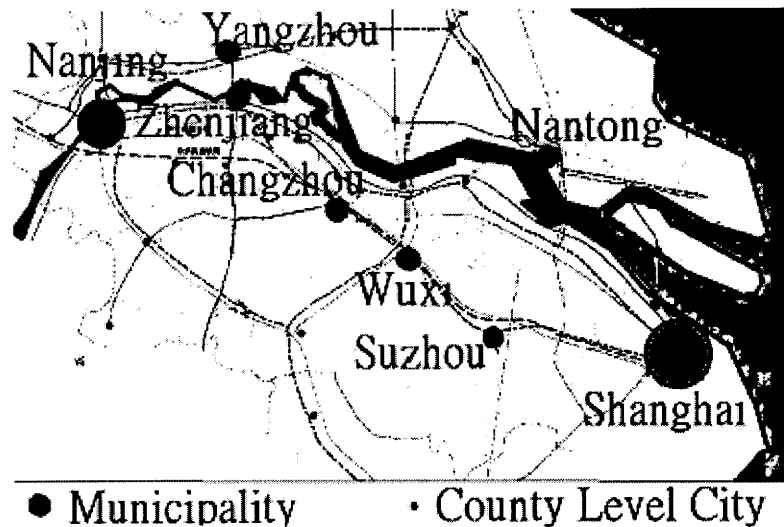 Yangzhou
Nanjing
Zhenjiang
Nantong
Changzhou
Wuxi
Suzhou
Shanghai
Municipality
County Level City